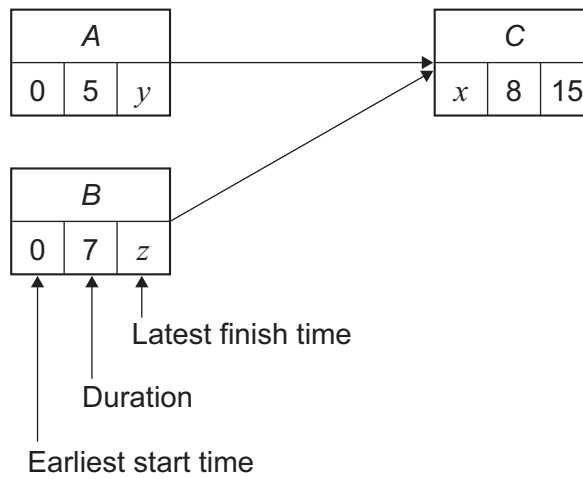 A
0 5 y
C
x 8 15
B
0 7 z
Latest finish time
Duration
Earliest start time